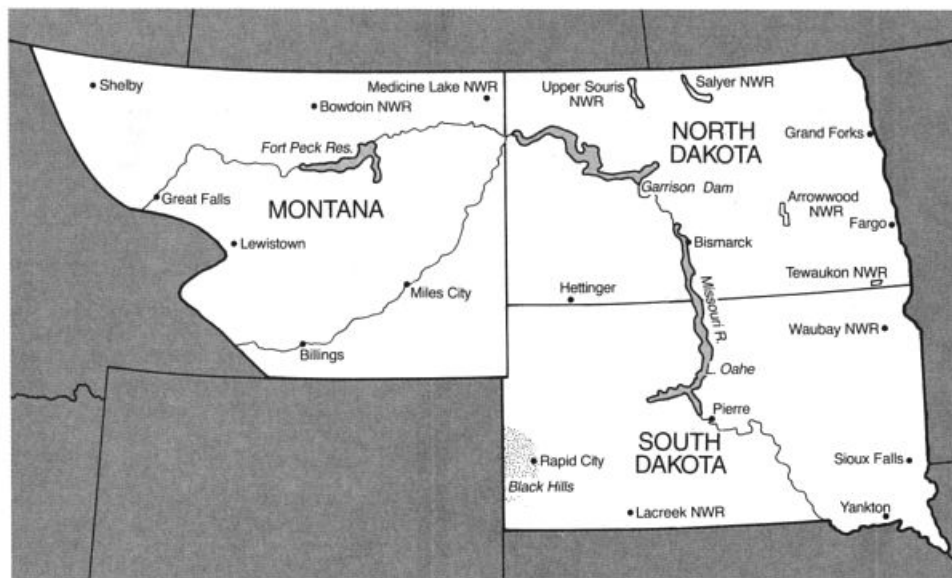 Shelby
Medicine Lake NWR
Bowdoin NWR
Fort Peck Res.
Great Falls
MONTANA
Lewistown
Miles City
Billings
Upper Souris
NWR
Salyer NWR
NORTH
DAKOTA
Grand Forks
Garrison Dam
Arrowwood
NWR
Fargo
Bismarck
Tewaukon NWR
Hettinger
Missouri R.
Waubay NWR
L. Oahe
Pierre
SOUTH
DAKOTA
Rapid City
Black Hills
Sioux Falls
Lacreek NWR
Yankton